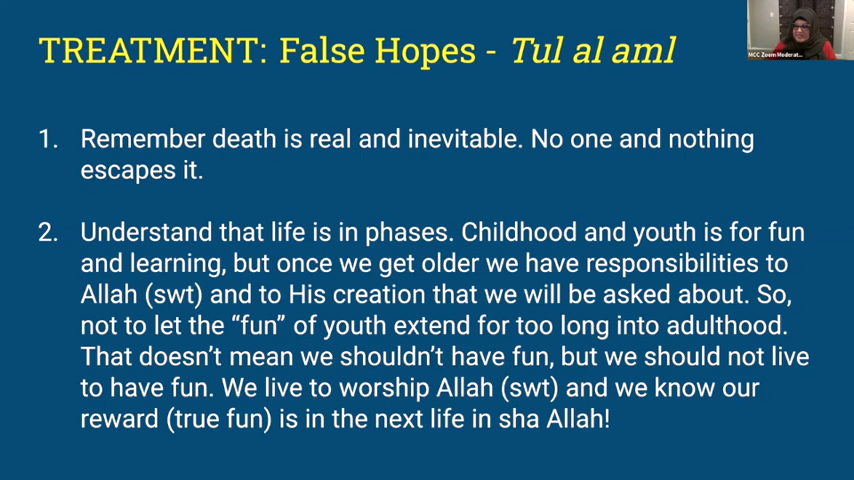 TREATMENT: False Hopes - Tul al aml
MCC Zoom Moderat...
1. Remember death is real and inevitable. No one and nothing
escapes it.
2. Understand that life is in phases. Childhood and youth is for fun
and learning, but once we get older we have responsibilities to
Allah (swt) and to His creation that we will be asked about. So,
not to let the “fun” of youth extend for too long into adulthood.
That doesn’t mean we shouldn’t have fun, but we should not live
to have fun. We live to worship Allah (swt) and we know our
reward (true fun) is in the next life in sha Allah!